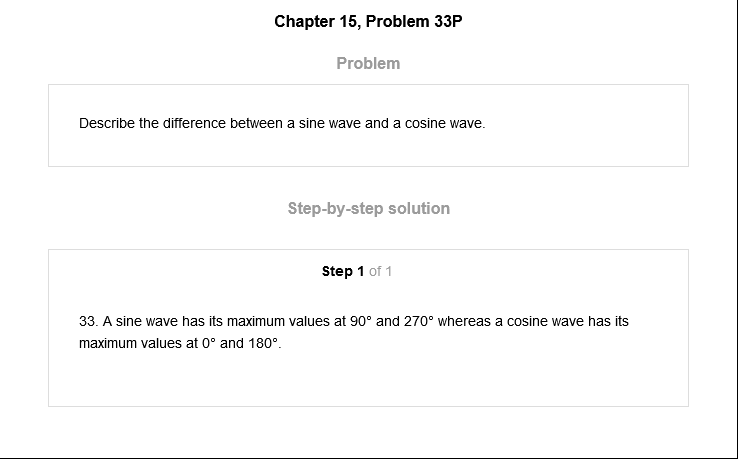 Chapter 15, Problem 33P
Problem
Describe the difference between a sine wave and a cosine wave.
Step-by-step solution
Step 1 of 1
33. A sine wave has its maximum values at 90° and 270° whereas a cosine wave has its
maximum values at 0° and 180°.